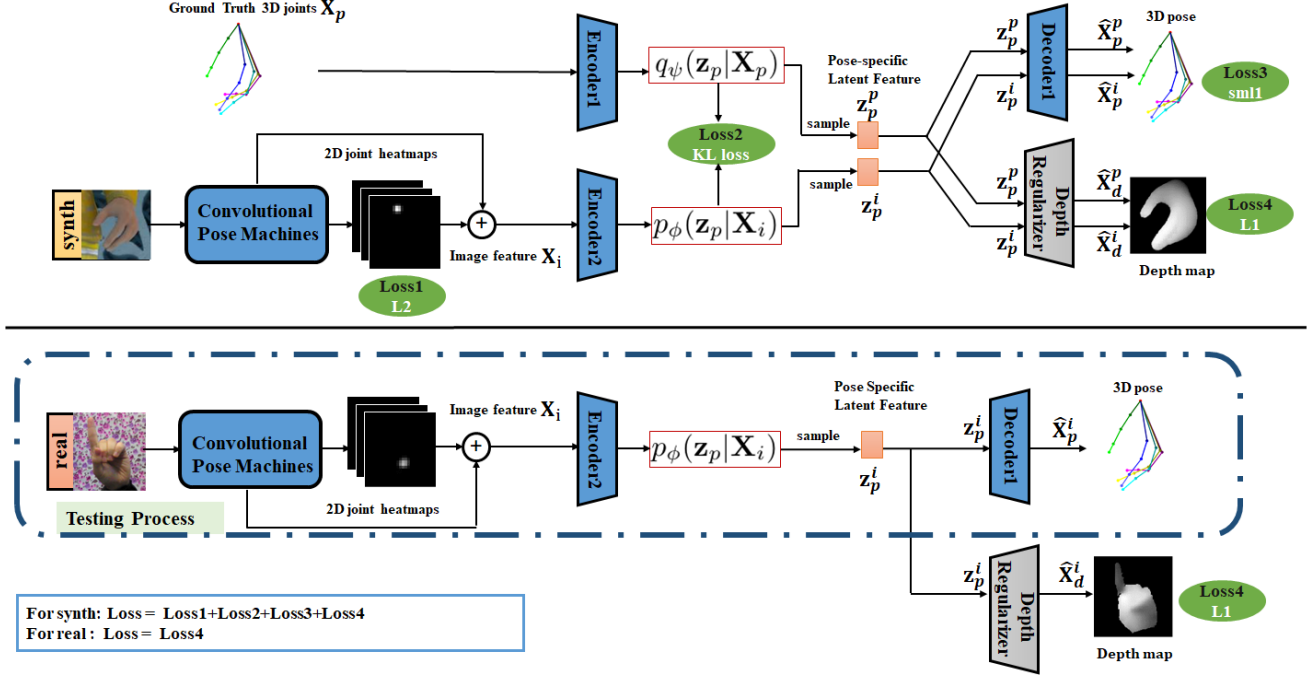 Ground Truth 3D joints X_p
Encoder1
q_ψ(z_p|X_p)
Pose-specific
Latent Feature
z_p^p
sample
z_p^p
z_p^i
Decoder1
X̂_p^p
X̂_p^i
3D pose
Loss3
sml1
Loss2
KL loss
synth
Convolutional
Pose Machines
2D joint heatmaps
+
Image feature X_i
Loss1
L2
Encoder2
p_ϕ(z_p|X_i)
sample
z_p^i
z_p^p
z_p^i
Depth
Regularizer
X̂_d^p
X̂_d^i
Depth map
Loss4
L1
real
Convolutional
Pose Machines
2D joint heatmaps
Image feature X_i
+
Encoder2
p_ϕ(z_p|X_i)
Pose Specific
Latent Feature
sample
z_p^i
z_p^i
Decoder1
X̂_p^i
3D pose
Testing Process
z_p^i
Depth
Regularizer
X̂_d^i
Depth map
Loss4
L1
For synth: Loss = Loss1+Loss2+Loss3+Loss4
For real : Loss = Loss4